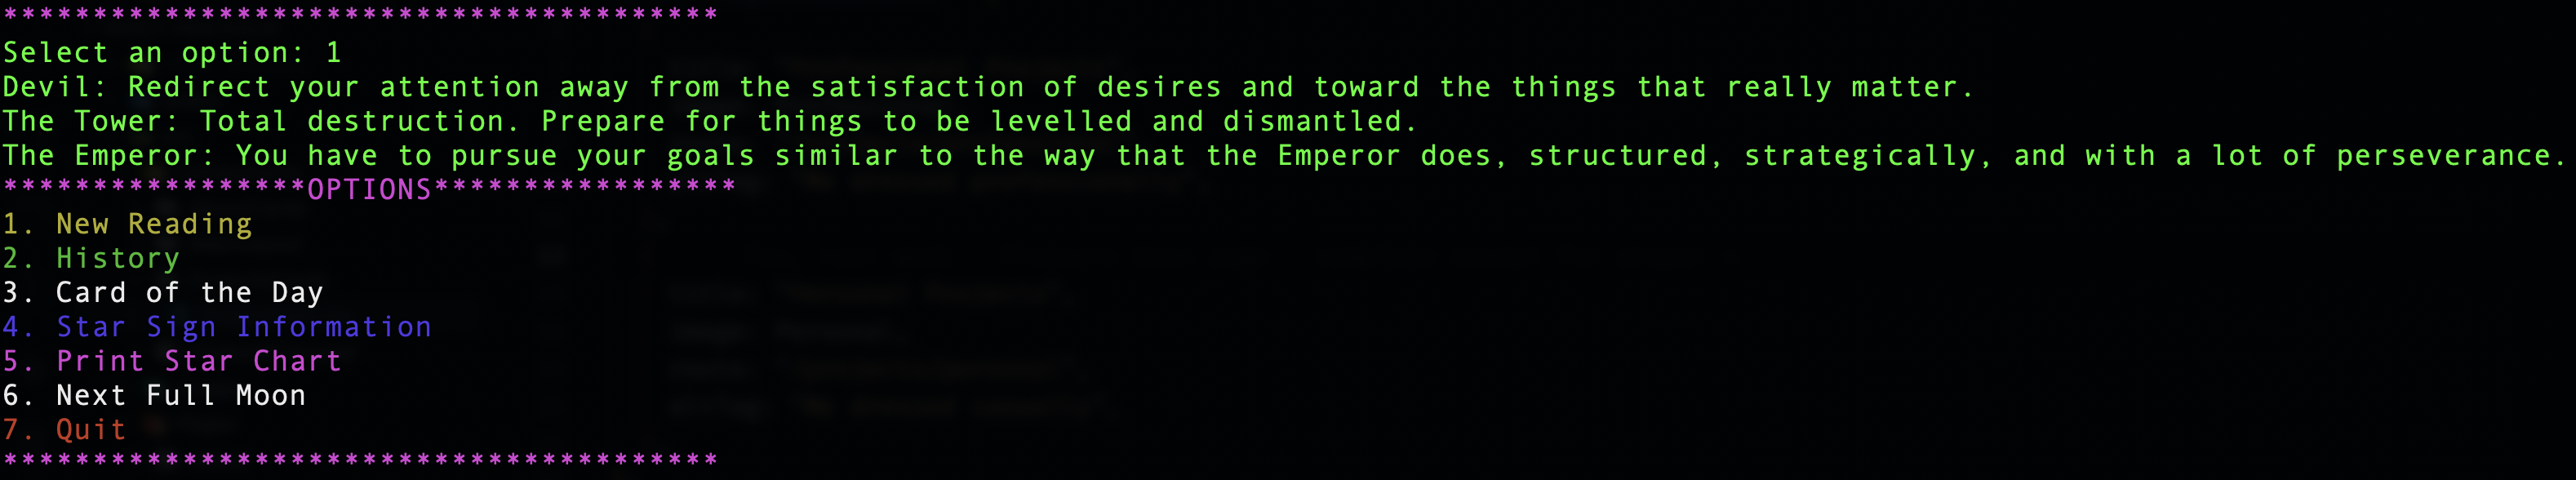 ****************************************
Select an option: 1
Devil: Redirect your attention away from the satisfaction of desires and toward the things that really matter.
The Tower: Total destruction. Prepare for things to be levelled and dismantled.
The Emperor: You have to pursue your goals similar to the way that the Emperor does, structured, strategically, and with a lot of perseverance.
*****************OPTIONS*****************
1. New Reading
2. History
3. Card of the Day
4. Star Sign Information
5. Print Star Chart
6. Next Full Moon
7. Quit
****************************************